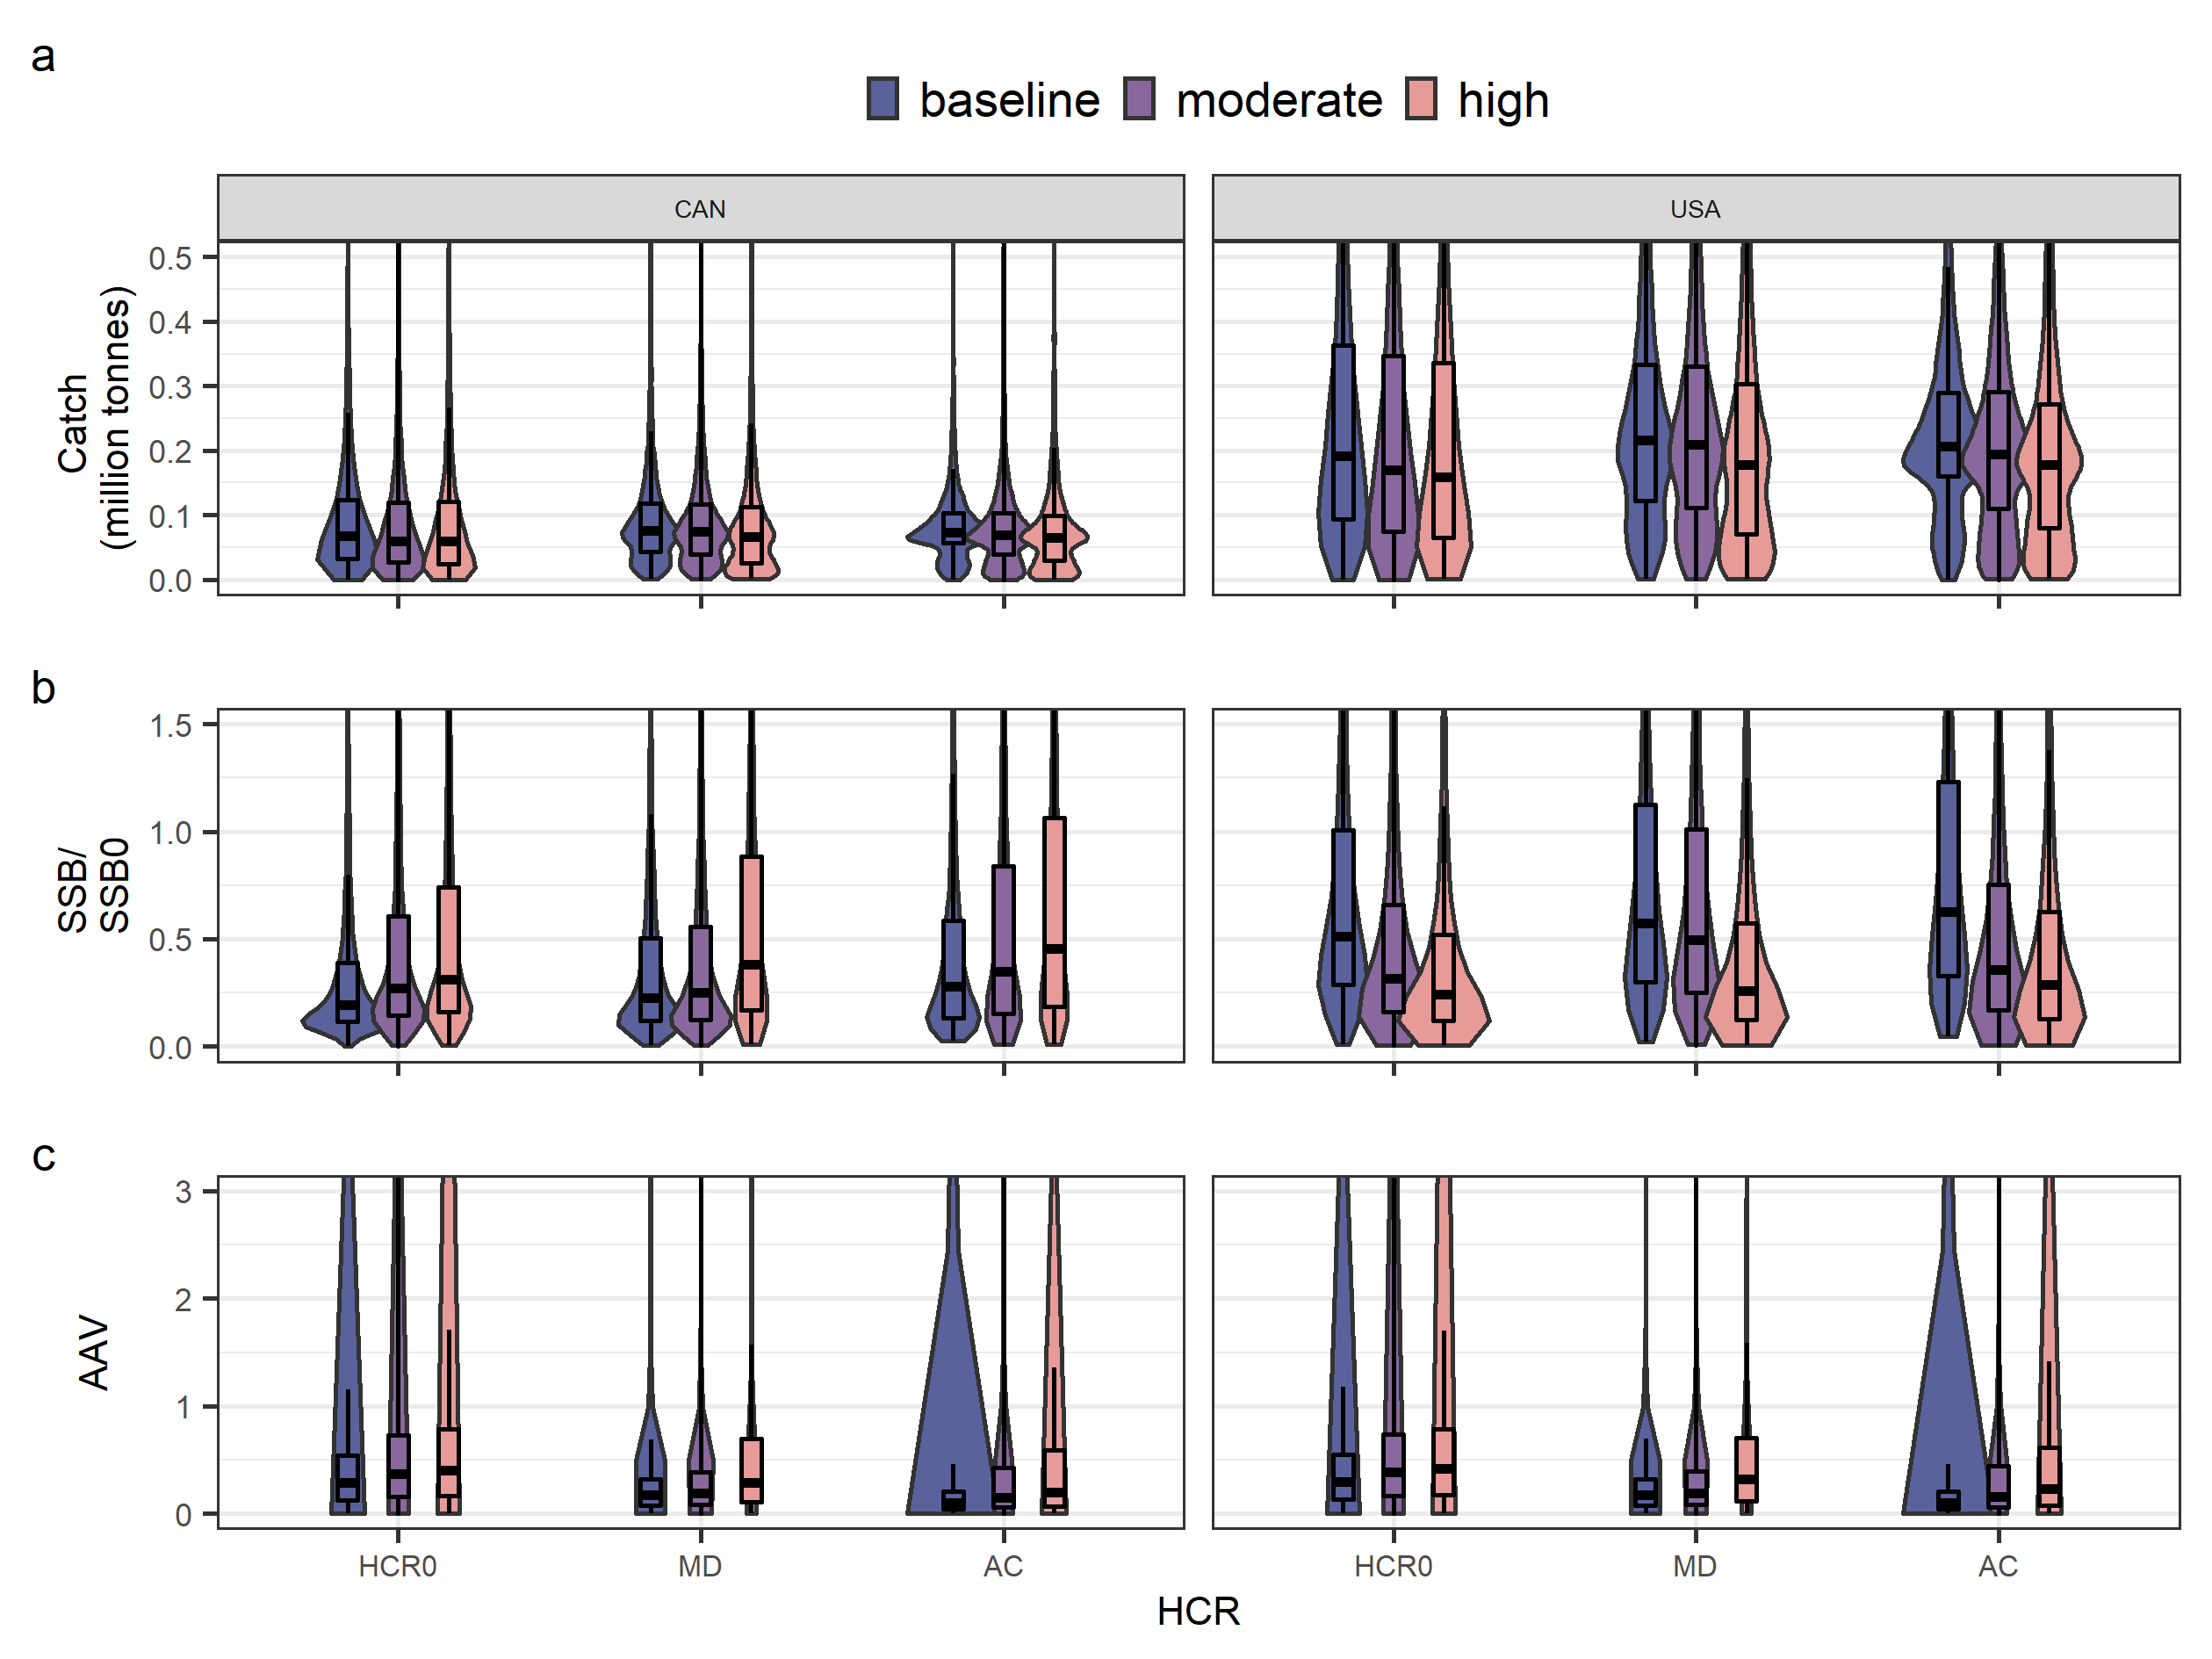 a
baseline moderate high
CAN USA
0.5
0.4
0.3
0.2
0.1
0.0
Catch
(million tonnes)
b
1.5
1.0
0.5
0.0
SSB/
SSB0
c
3
2
1
0
AAV
HCR0 MD AC HCR0 MD AC
HCR